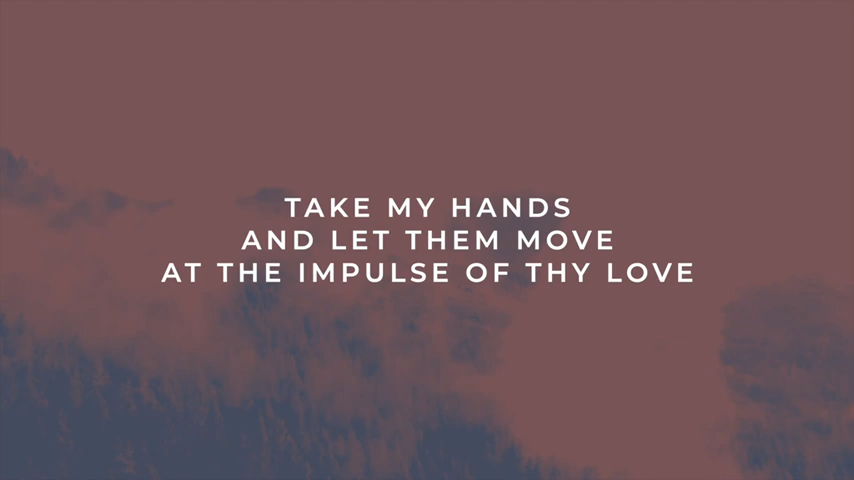 TAKE MY HANDS
AND LET THEM MOVE
AT THE IMPULSE OF THY LOVE